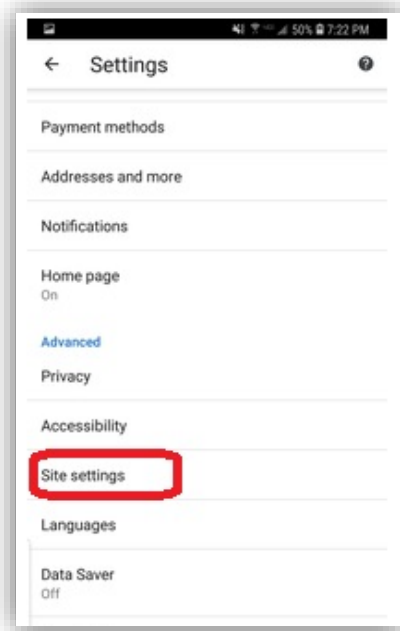 50% 7:22 PM
Settings
Payment methods
Addresses and more
Notifications
Home page
On
Advanced
Privacy
Accessibility
Site settings
Languages
Data Saver
Off